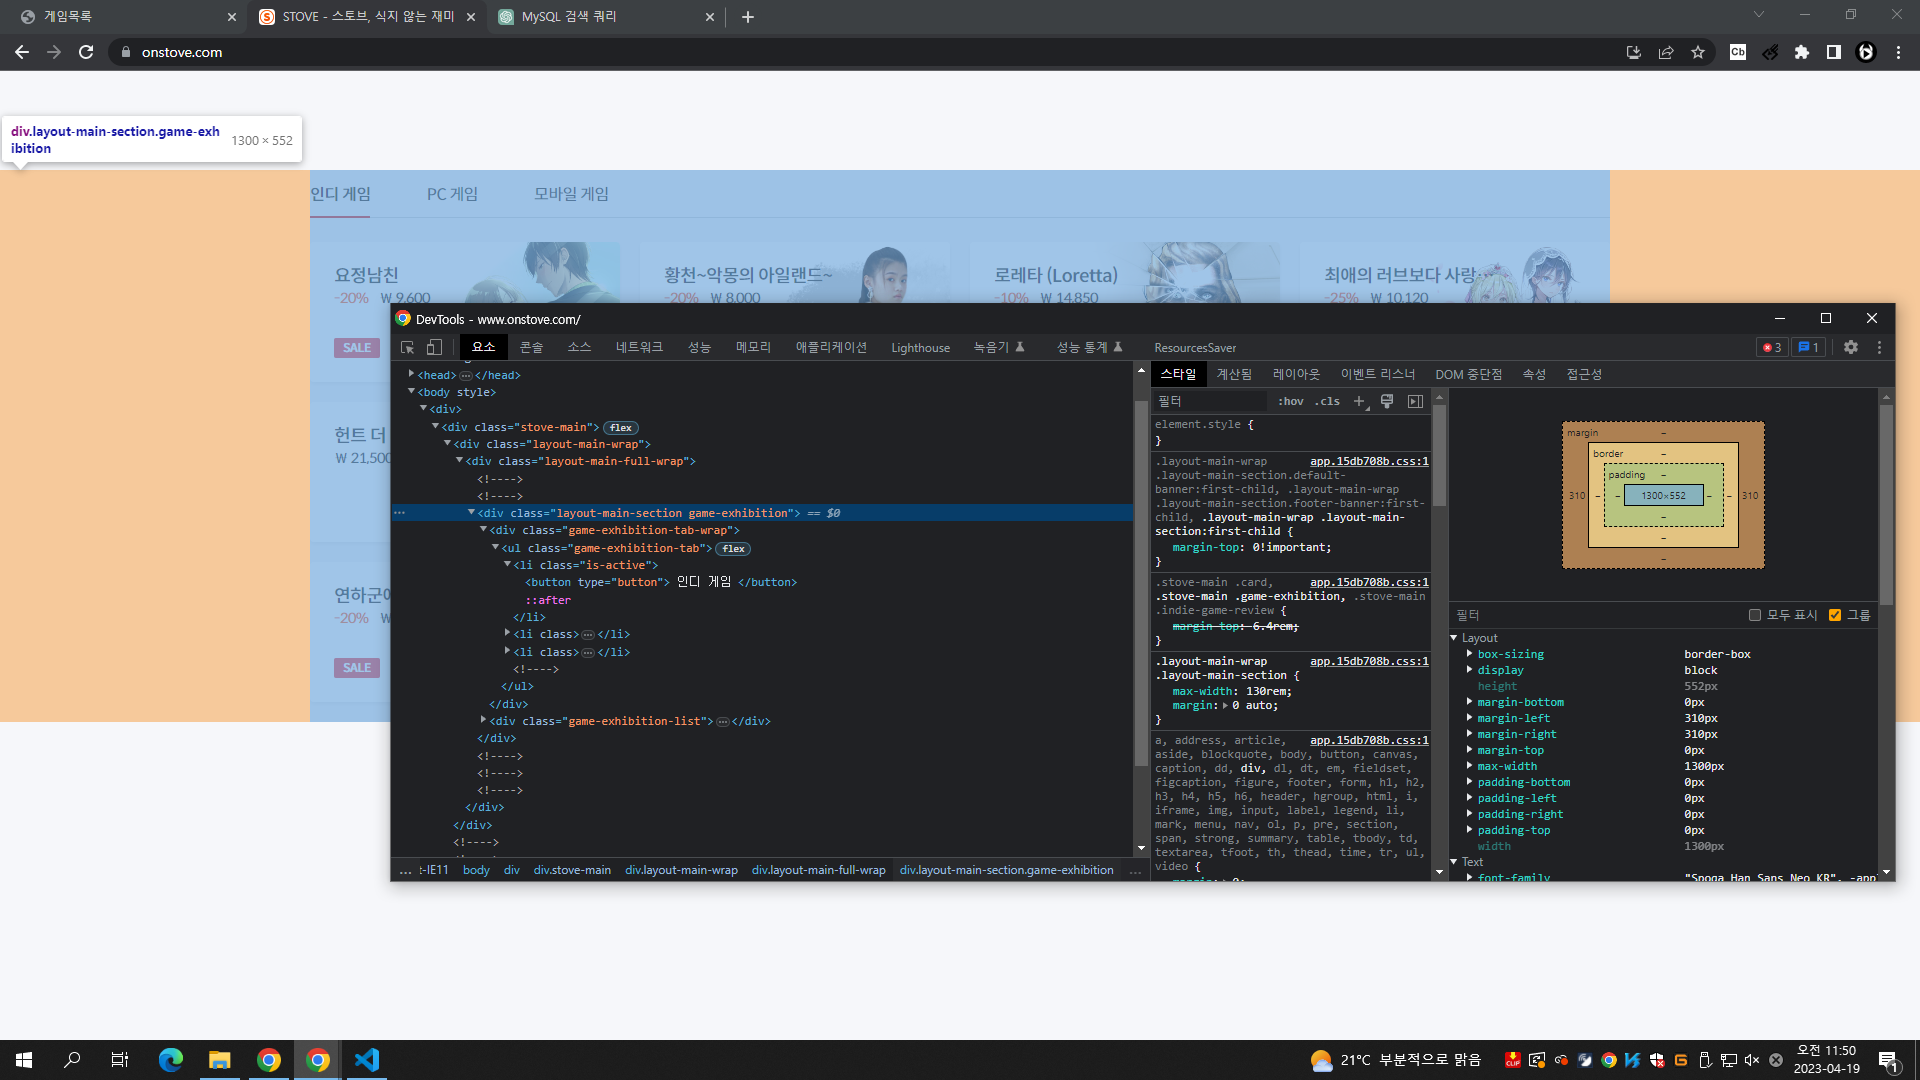 게임목록
STOVE - 스토브, 식지 않는 재미
MySQL 검색 쿼리
onstove.com
div.layout-main-section.game-exh
ibition
1300 × 552
인디 게임
PC 게임
모바일 게임
요정남친
-20% ₩ 9,600
SALE
황천~악몽의 아일랜드~
-20% ₩ 8,000
로레타 (Loretta)
-10% ₩ 14,850
최애의 러브보다 사랑
-25% ₩ 10,120
헌트 더
₩ 21,500
연하군에
-20%
SALE
DevTools - www.onstove.com/
요소 콘솔 소스 네트워크 성능 메모리 애플리케이션 Lighthouse 녹음기 성능 통계 ResourcesSaver
3 1
<head> ⋯ </head>
<body style>
<div>
<div class="stove-main"> flex
<div class="layout-main-wrap">
<div class="layout-main-full-wrap">
<!---->
<!---->
<div class="layout-main-section game-exhibition"> == $0
<div class="game-exhibition-tab-wrap">
<ul class="game-exhibition-tab"> flex
<li class="is-active">
<button type="button"> 인디 게임 </button>
::after
</li>
<li class> ⋯ </li>
<li class> ⋯ </li>
<!---->
</ul>
</div>
<div class="game-exhibition-list"> ⋯ </div>
</div>
<!---->
<!---->
<!---->
</div>
</div>
<!---->
... t-IE11 body div div.stove-main div.layout-main-wrap div.layout-main-full-wrap div.layout-main-section.game-exhibition ...
스타일 계산됨 레이아웃 이벤트 리스너 DOM 중단점 속성 접근성
필터 :hov .cls
element.style {
}
.layout-main-wrap app.15db708b.css:1
.layout-main-section.default-
banner:first-child, .layout-main-wrap
.layout-main-section.footer-banner:first-
child, .layout-main-wrap .layout-main-
section:first-child {
margin-top: 0!important;
}
.stove-main .card, app.15db708b.css:1
.stove-main .game-exhibition, .stove-main
.indie-game-review {
margin-top: 6.4rem;
}
.layout-main-wrap app.15db708b.css:1
.layout-main-section {
max-width: 130rem;
margin: 0 auto;
}
a, address, article, app.15db708b.css:1
aside, blockquote, body, button, canvas,
caption, dd, div, dl, dt, em, fieldset,
figcaption, figure, footer, form, h1, h2,
h3, h4, h5, h6, header, hgroup, html, i,
iframe, img, input, label, legend, li,
mark, menu, nav, ol, p, pre, section,
span, strong, summary, table, tbody, td,
textarea, tfoot, th, thead, time, tr, ul,
video {
margin: 0;
margin –
border –
padding –
310 – – 1300×552 – – 310
–
–
–
필터 모두 표시 그룹
Layout
box-sizing border-box
display block
height 552px
margin-bottom 0px
margin-left 310px
margin-right 310px
margin-top 0px
max-width 1300px
padding-bottom 0px
padding-left 0px
padding-right 0px
padding-top 0px
width 1300px
Text
font-family "Spoqa Han Sans Neo KR", -app
21°C 부분적으로 맑음
오전 11:50
2023-04-19
1